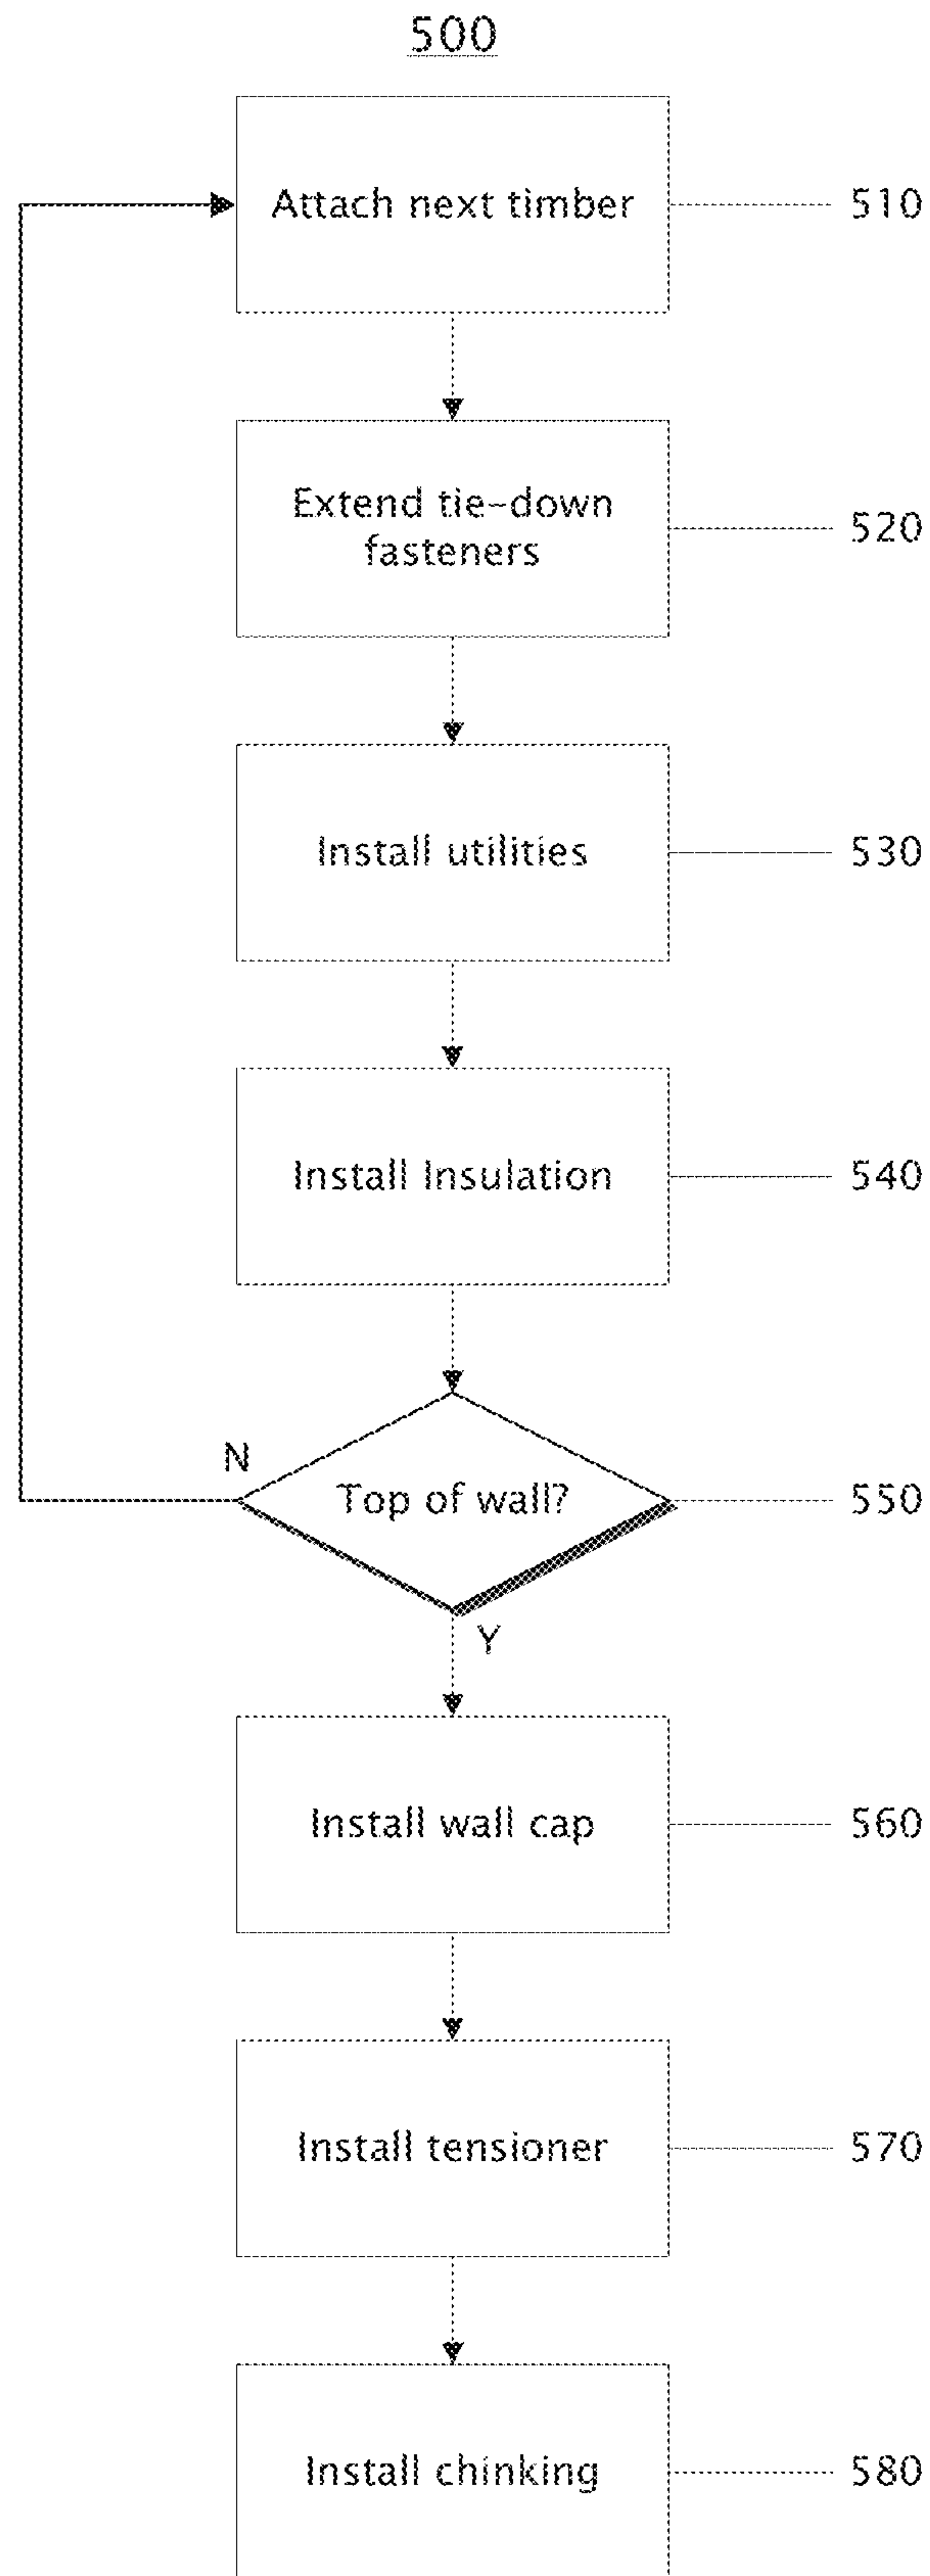 500
Attach next timber
510
Extend tie-down
fasteners
520
Install utilities
530
Install Insulation
540
N
Top of wall?
550
Y
Install wall cap
560
Install tensioner
570
Install chinking
580